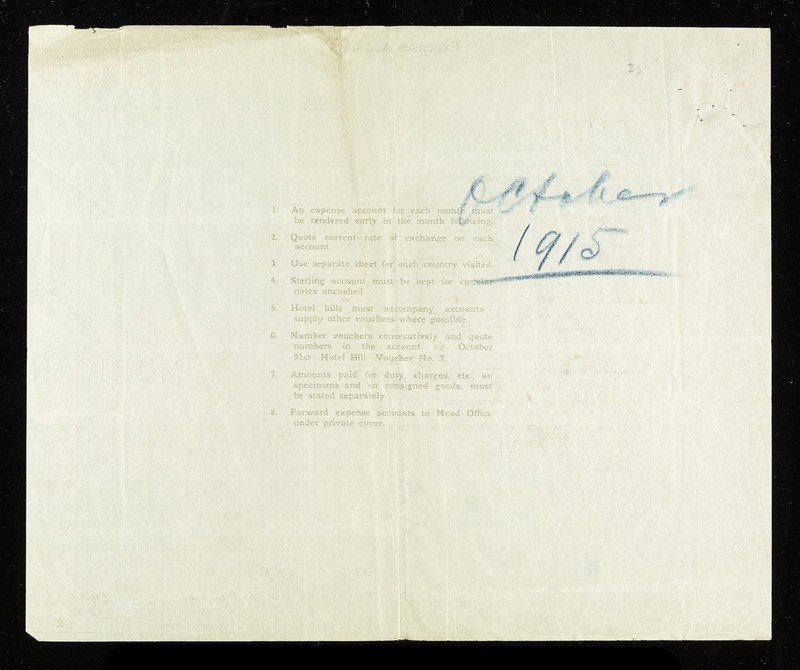 25
October
1915
1. An expense account for each month must
be rendered early in the month following.
2. Quote current rate of exchange on each
account.
3. Use separate sheet for each country visited.
4. Sterling account must be kept for circular
notes uncashed.
5. Hotel bills must accompany accounts
supply other vouchers where possible.
6. Number vouchers consecutively and quote
numbers in the account, e.g. October
21st Hotel Bill Voucher No. 3.
7. Amounts paid for duty, charges, etc., on
specimens and on consigned goods, must
be stated separately
8. Forward expense accounts to Head Office
under private cover.